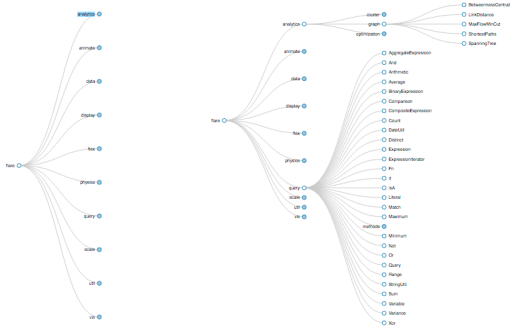 analytics
animate
data
display
flex
flare
physics
query
scale
util
vis
flare
analytics
cluster
graph
optimization
BetweennessCentrali
LinkDistance
MaxFlowMinCut
ShortestPaths
SpanningTree
animate
data
display
flex
physics
query
scale
util
vis
AggregateExpression
And
Arithmetic
Average
BinaryExpression
Comparison
CompositeExpression
Count
DateUtil
Distinct
Expression
ExpressionIterator
Fn
If
IsA
Literal
Match
Maximum
methods
Minimum
Not
Or
Query
Range
StringUtil
Sum
Variable
Variance
Xor